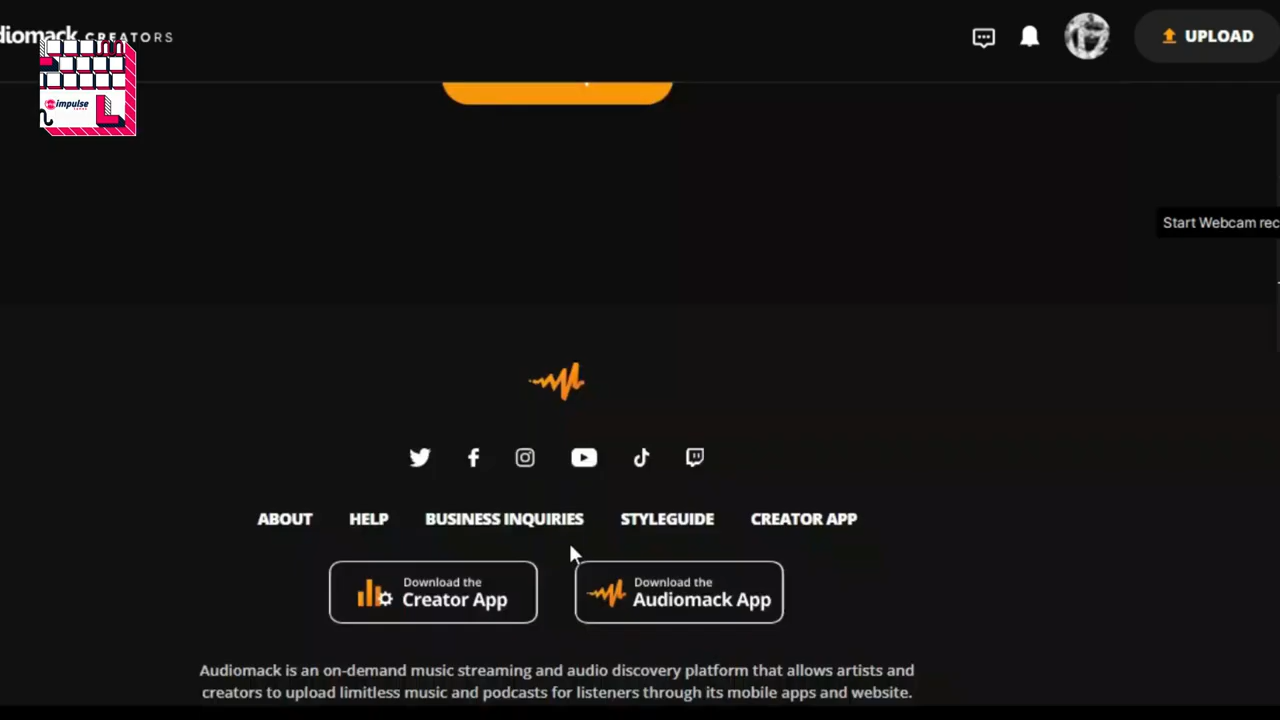 diomack CREATORS
UPLOAD
impulse
Start Webcam rec
ABOUT HELP BUSINESS INQUIRIES STYLEGUIDE CREATOR APP
Download the
Creator App
Download the
Audiomack App
Audiomack is an on-demand music streaming and audio discovery platform that allows artists and
creators to upload limitless music and podcasts for listeners through its mobile apps and website.